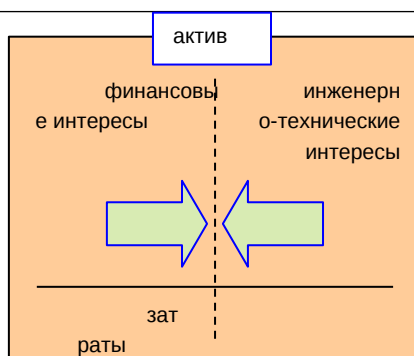 актив
финансовы
е интересы
инженерн
о-технические
интересы
зат
раты